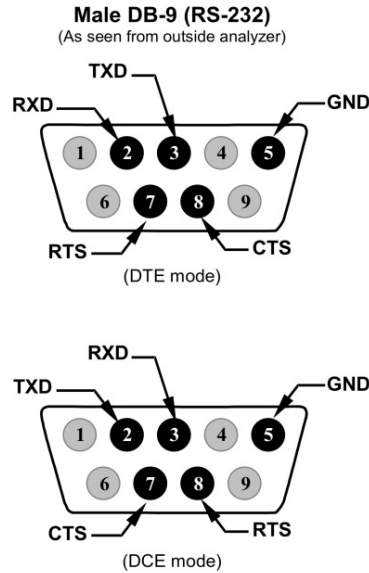 Male DB-9 (RS-232)
(As seen from outside analyzer)
TXD
RXD
GND
1 2 3 4 5
6 7 8 9
RTS
CTS
(DTE mode)
RXD
TXD
GND
1 2 3 4 5
6 7 8 9
CTS
RTS
(DCE mode)